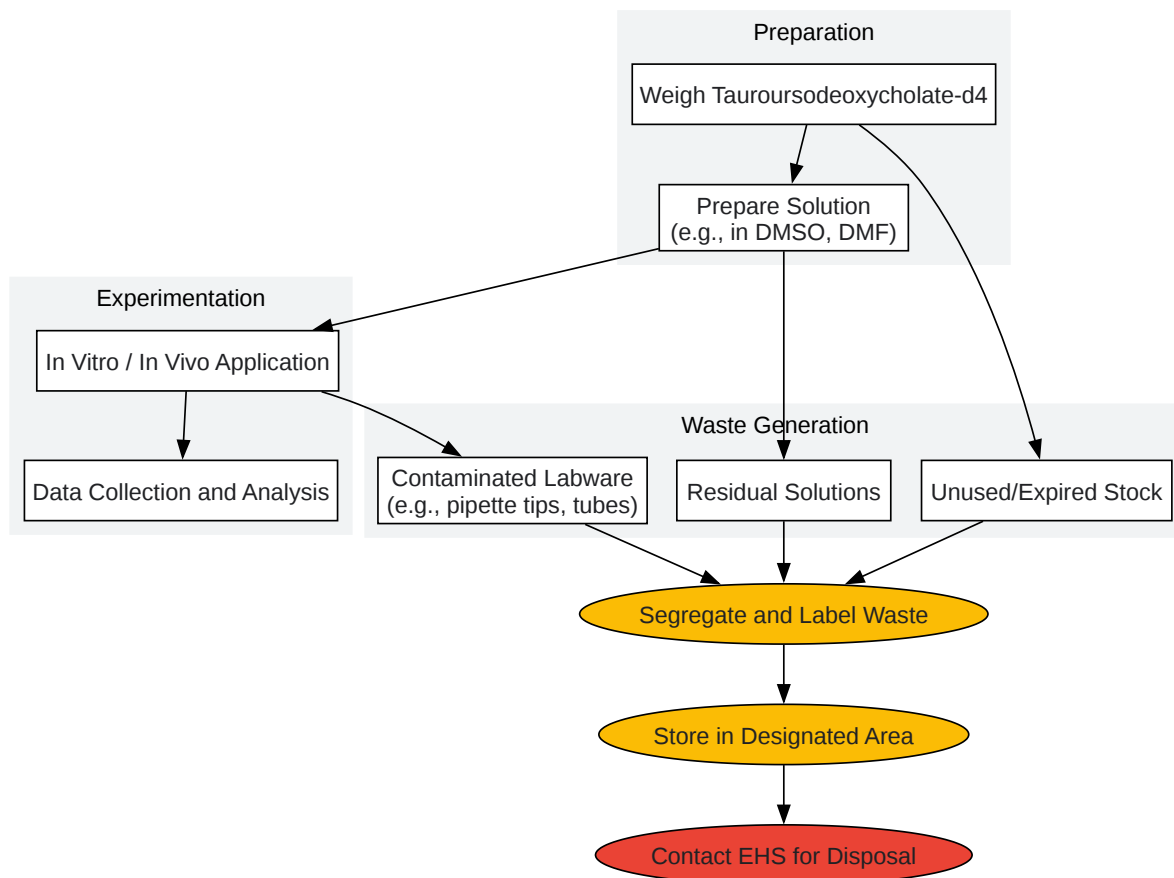 Preparation
Weigh Tauroursodeoxycholate-d4
Prepare Solution
(e.g., in DMSO, DMF)
Experimentation
In Vitro / In Vivo Application
Data Collection and Analysis
Waste Generation
Contaminated Labware
(e.g., pipette tips, tubes)
Residual Solutions
Unused/Expired Stock
Segregate and Label Waste
Store in Designated Area
Contact EHS for Disposal